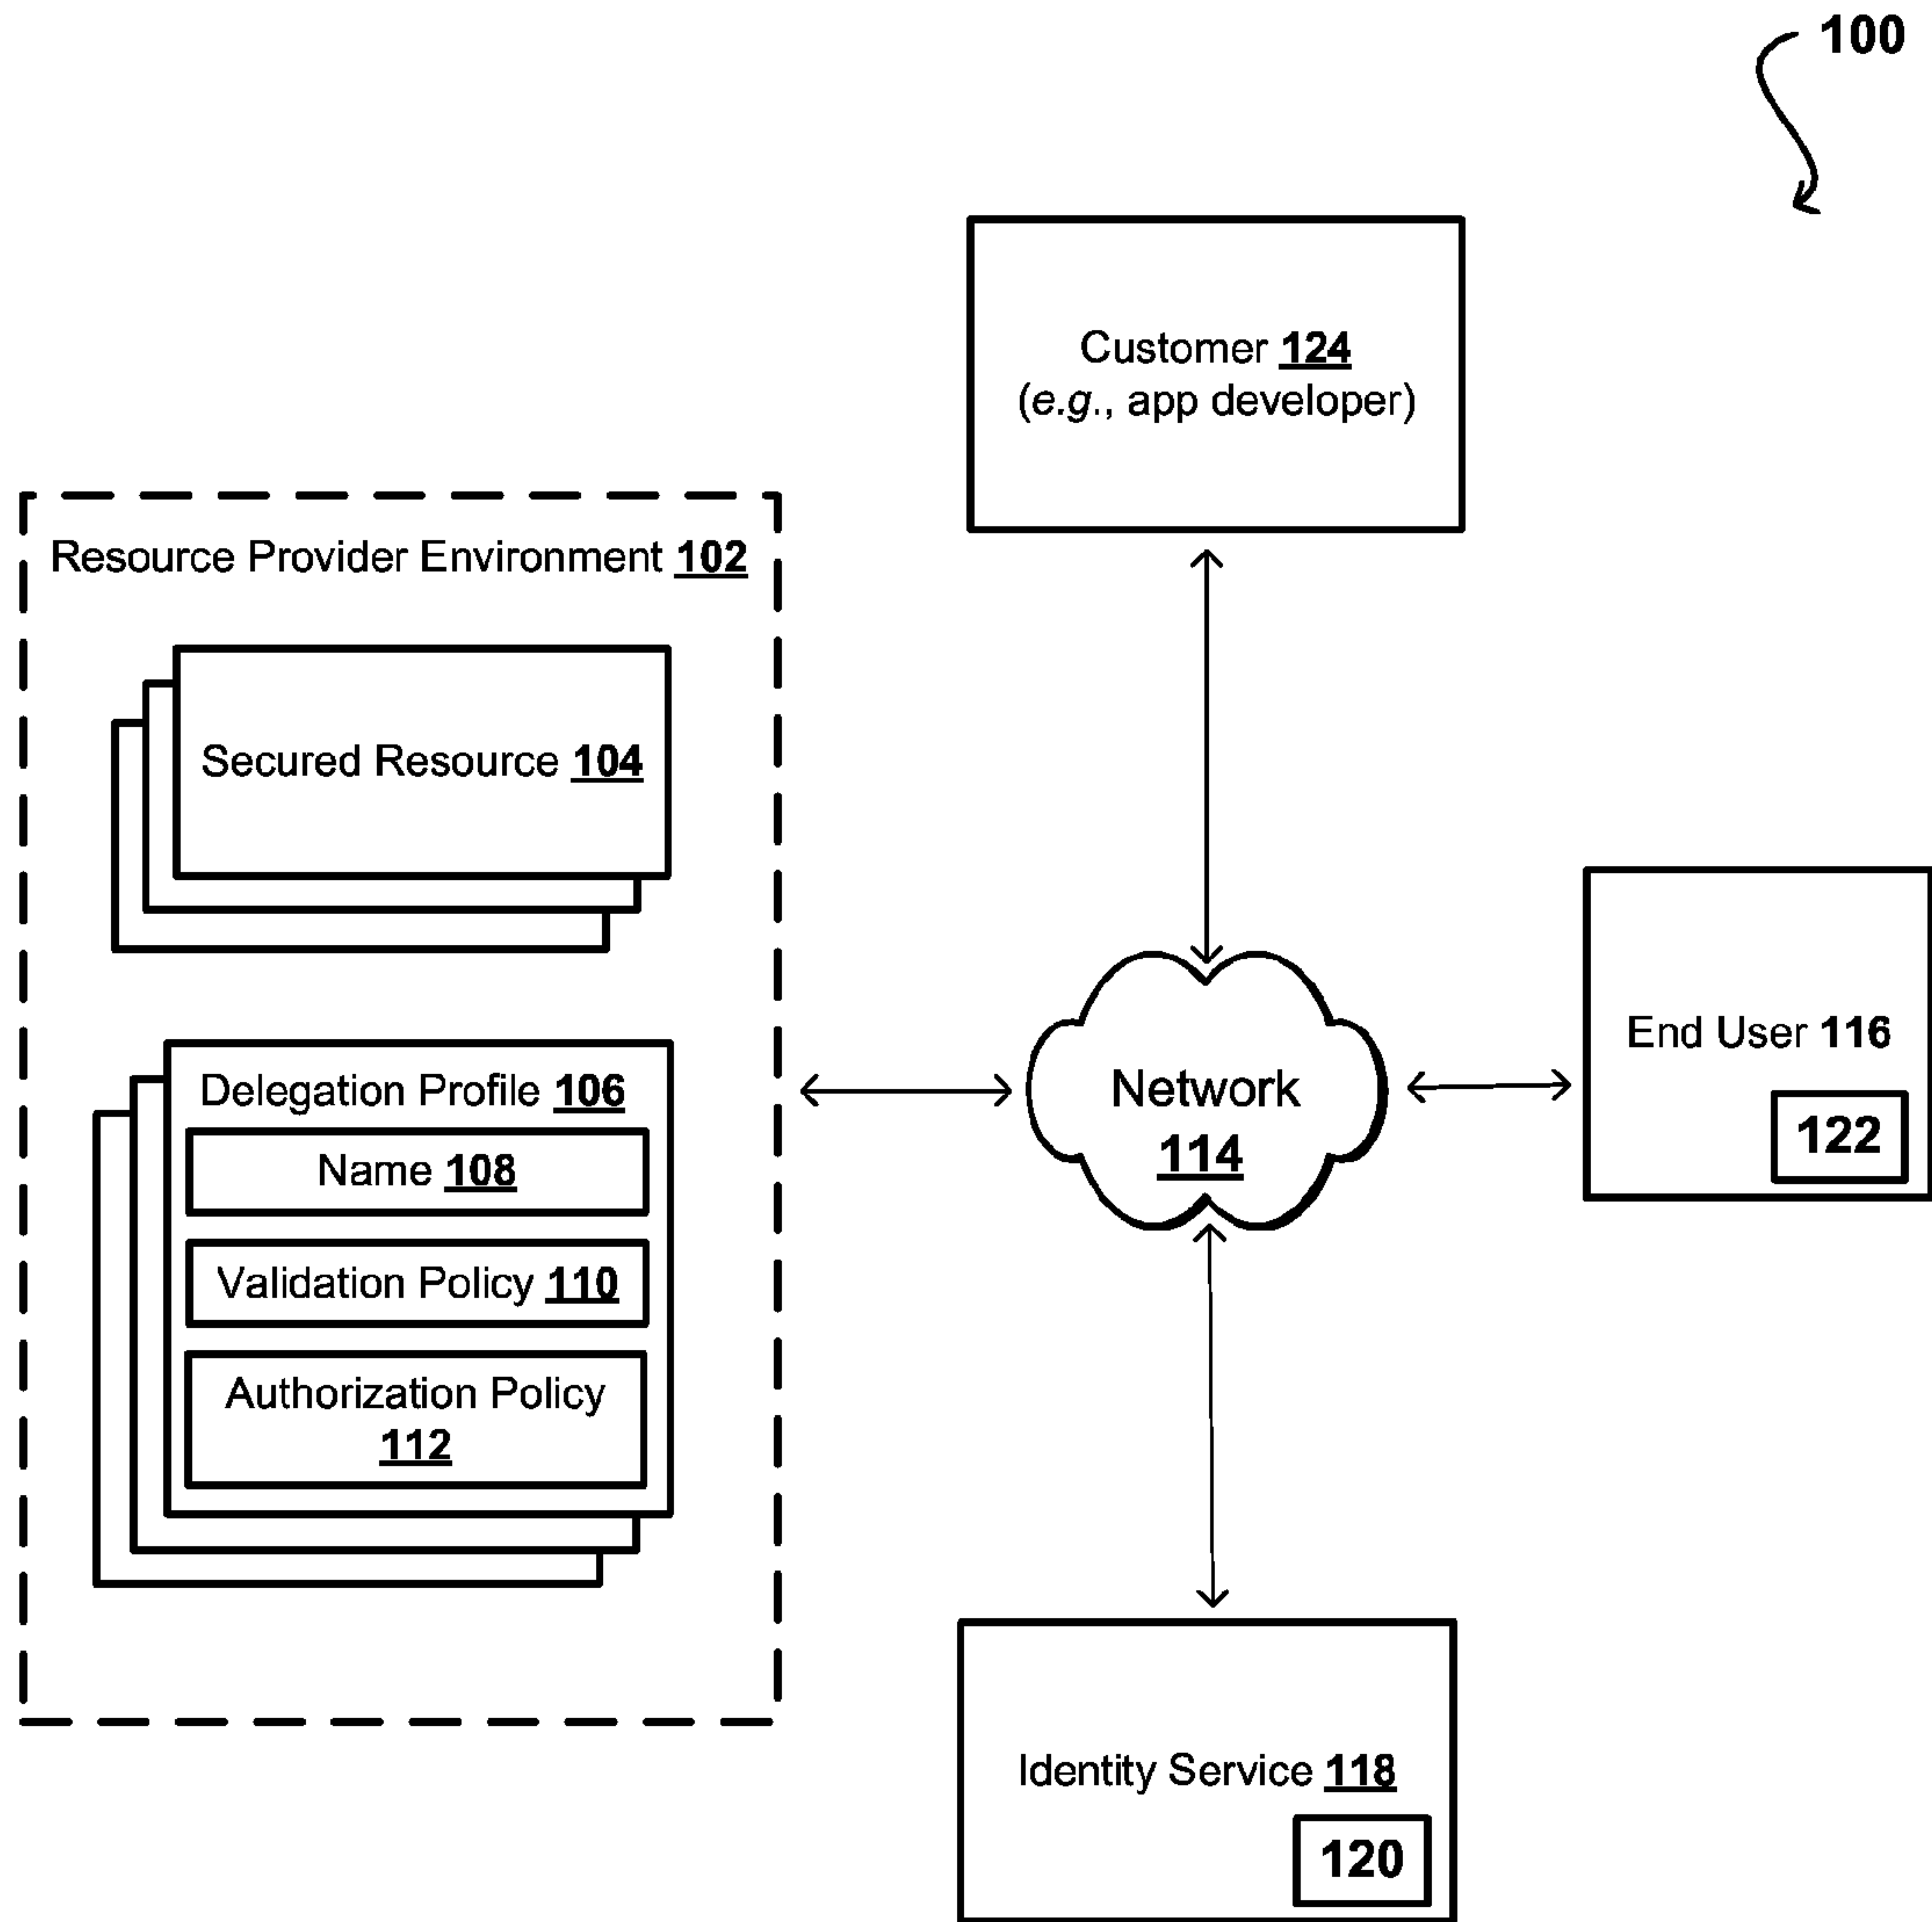 100
Customer 124
(e.g., app developer)
Resource Provider Environment 102
Secured Resource 104
Delegation Profile 106
Name 108
Validation Policy 110
Authorization Policy
112
Network
114
End User 116
122
Identity Service 118
120